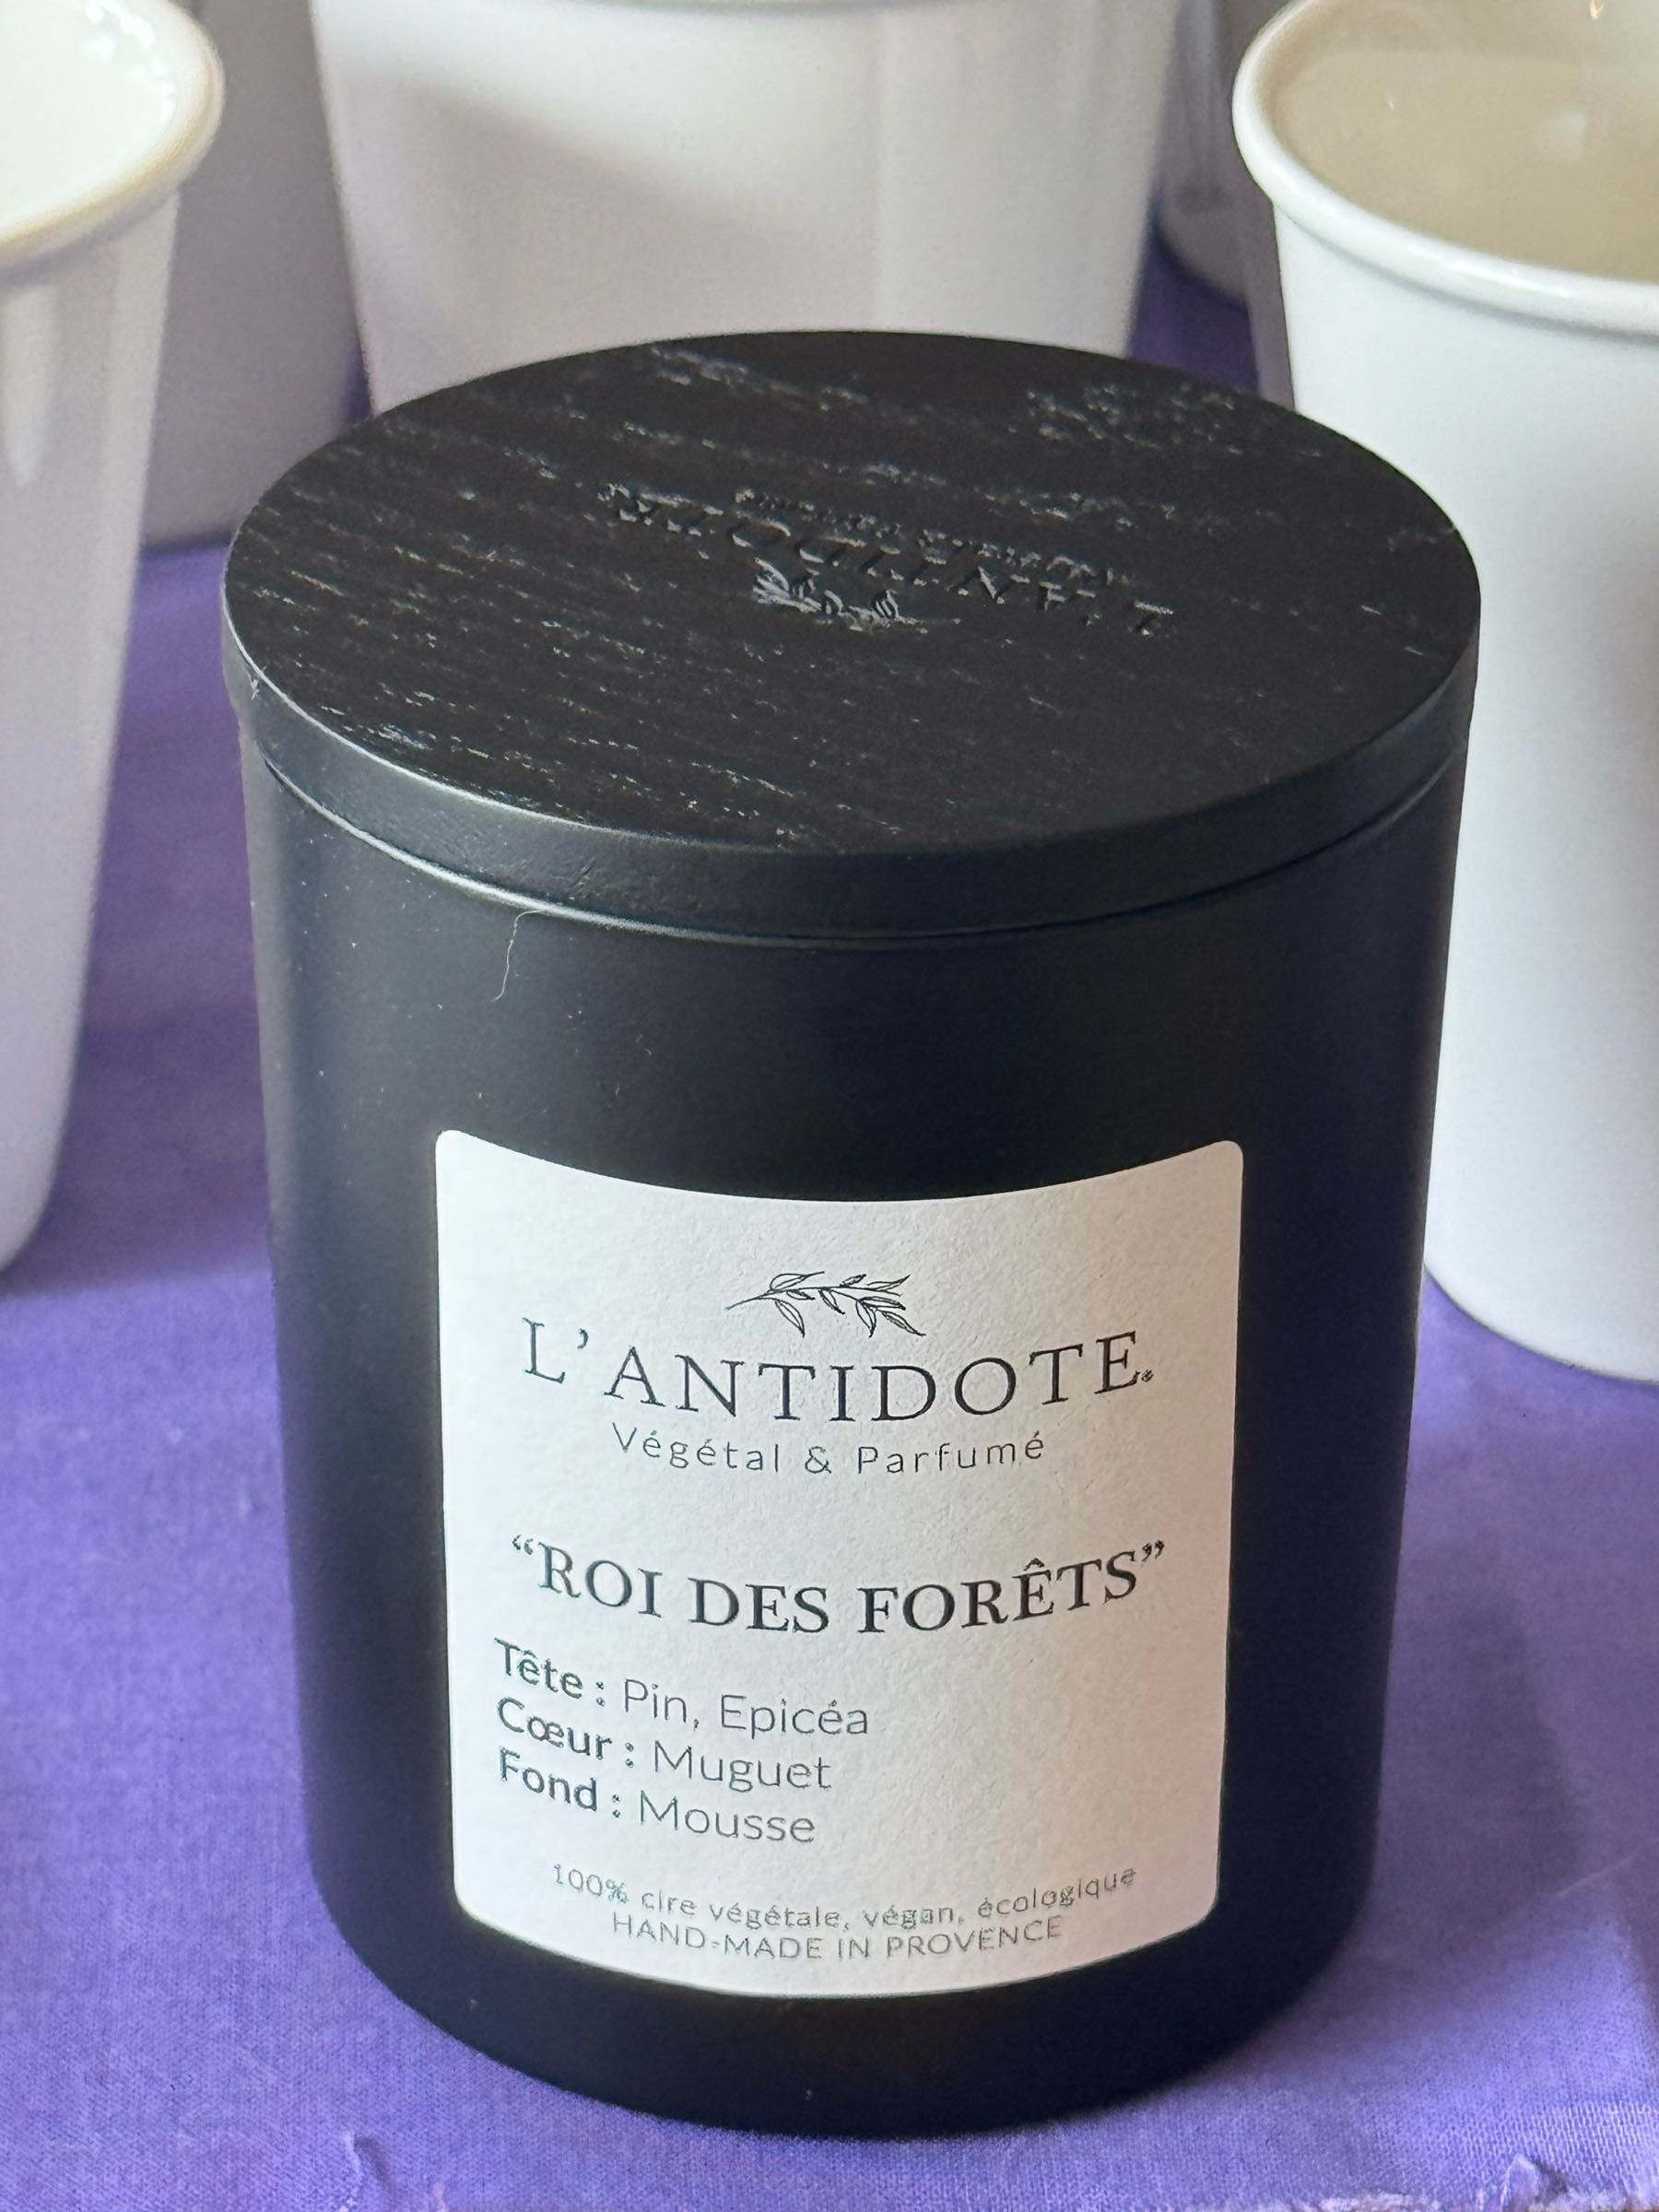 L'ANTIDOTE
L'ANTIDOTE®
Végétal & Parfumé
“ROI DES FORÊTS”
Tête : Pin, Epicéa
Cœur : Muguet
Fond : Mousse
100% cire végétale, végan, écologique
HAND-MADE IN PROVENCE